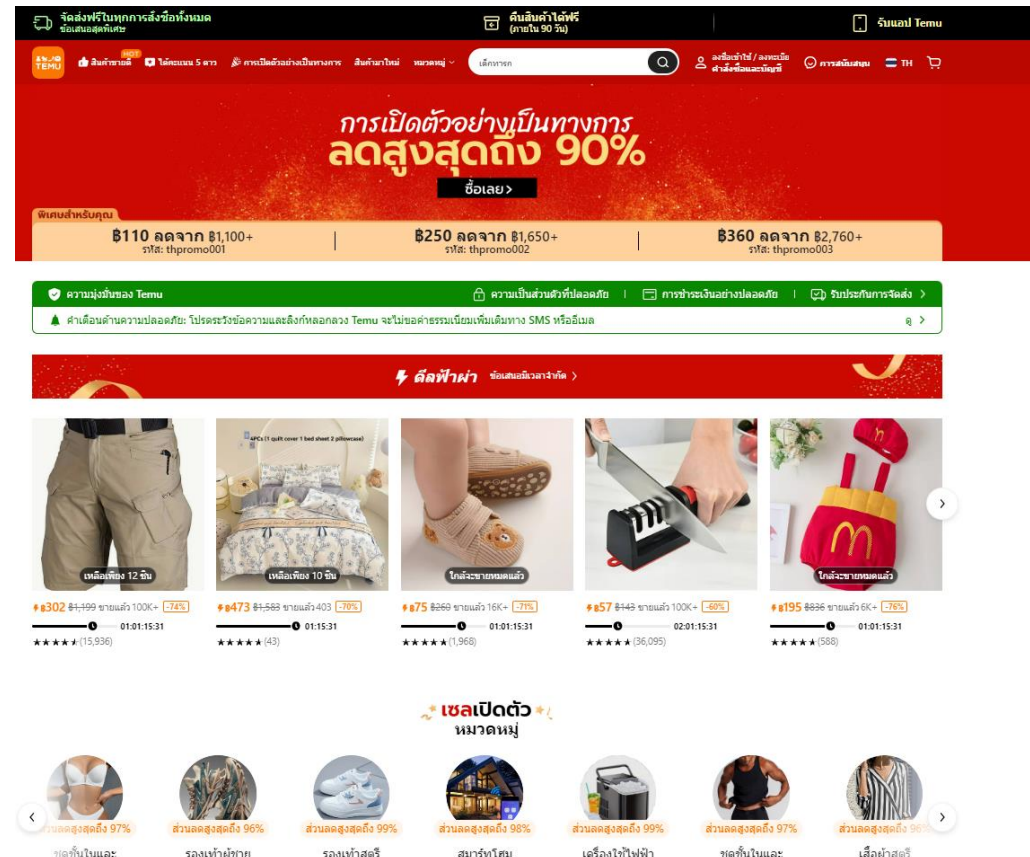 จัดส่งฟรีในทุกการสั่งซื้อทั้งหมด
ข้อเสนอสุดพิเศษ
คืนสินค้าได้ฟรี
(ภายใน 90 วัน)
รับแอป Temu
TEMU
สินค้าขายดี
HOT
ได้คะแนน 5 ดาว
การเปิดตัวอย่างเป็นทางการ
สินค้ามาใหม่
หมวดหมู่
เด็กทารก
ลงชื่อเข้าใช้ / ลงทะเบีย
คำสั่งซื้อและบัญชี
การสนับสนุน
TH
การเปิดตัวอย่างเป็นทางการ
ลดสูงสุดถึง 90%
ซื้อเลย
พิเศษสำหรับคุณ
฿110 ลดจาก ฿1,100+
รหัส: thpromo001
฿250 ลดจาก ฿1,650+
รหัส: thpromo002
฿360 ลดจาก ฿2,760+
รหัส: thpromo003
ความมุ่งมั่นของ Temu
ความเป็นส่วนตัวที่ปลอดภัย
การชำระเงินอย่างปลอดภัย
รับประกันการจัดส่ง
คำเตือนด้านความปลอดภัย: โปรดระวังข้อความและลิงก์หลอกลวง Temu จะไม่ขอค่าธรรมเนียมเพิ่มเติมทาง SMS หรืออีเมล
ดู
ดีลฟ้าผ่า ข้อเสนอมีเวลาจำกัด
4PCs (1 quilt cover 1 bed sheet 2 pillowcase)
เหลือเพียง 12 ชิ้น
เหลือเพียง 10 ชิ้น
ใกล้จะขายหมดแล้ว
ใกล้จะขายหมดแล้ว
฿302 ฿1,199 ขายแล้ว 100K+ -74%
01:01:15:31
(15,936)
฿473 ฿1,583 ขายแล้ว 403 -70%
01:15:31
(43)
฿75 ฿260 ขายแล้ว 16K+ -71%
01:01:15:31
(1,968)
฿57 ฿143 ขายแล้ว 100K+ -60%
02:01:15:31
(36,095)
฿195 ฿836 ขายแล้ว 6K+ -76%
01:01:15:31
(588)
เซลเปิดตัว
หมวดหมู่
ส่วนลดสูงสุดถึง 97%
ส่วนลดสูงสุดถึง 96%
ส่วนลดสูงสุดถึง 99%
ส่วนลดสูงสุดถึง 98%
ส่วนลดสูงสุดถึง 99%
ส่วนลดสูงสุดถึง 97%
ส่วนลดสูงสุดถึง 96%
ชุดชั้นในและ
รองเท้าผู้ชาย
รองเท้าสตรี
สมาร์ทโฮม
เครื่องใช้ไฟฟ้า
ชุดชั้นในและ
เสื้อผ้าสตรี